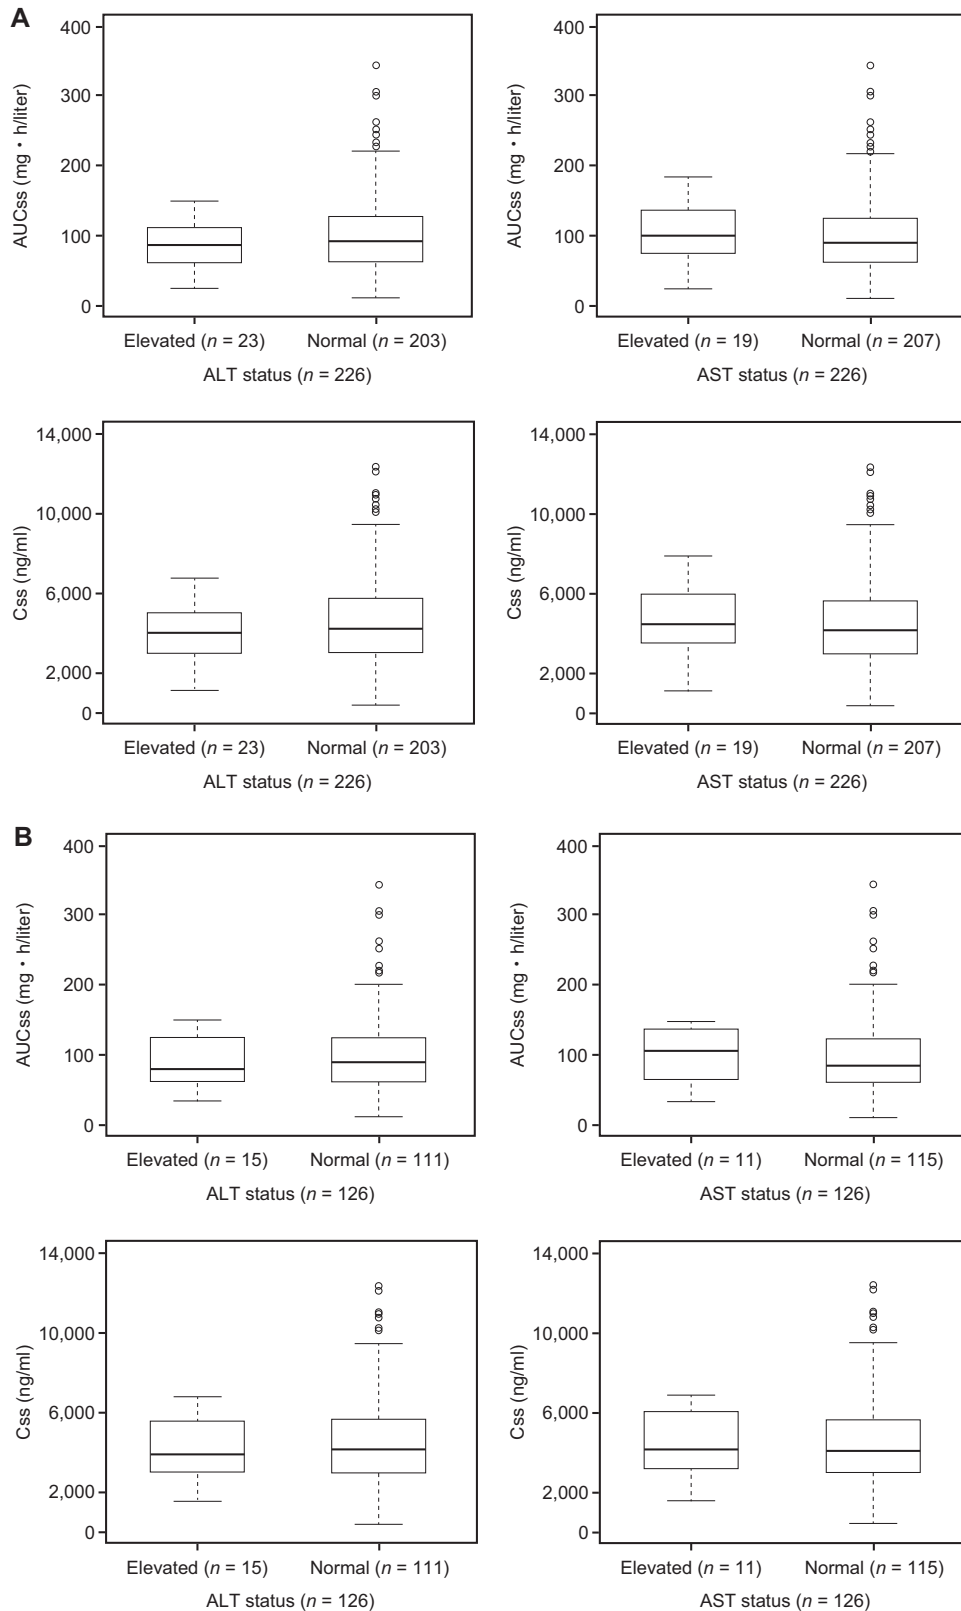 A
400
300
200
100
0
AUCss (mg • h/liter)
Elevated (n = 23) Normal (n = 203)
ALT status (n = 226)
400
300
200
100
0
AUCss (mg • h/liter)
Elevated (n = 19) Normal (n = 207)
AST status (n = 226)
14,000
10,000
6,000
2,000
0
Css (ng/ml)
Elevated (n = 23) Normal (n = 203)
ALT status (n = 226)
14,000
10,000
6,000
2,000
0
Css (ng/ml)
Elevated (n = 19) Normal (n = 207)
AST status (n = 226)
B
400
300
200
100
0
AUCss (mg • h/liter)
Elevated (n = 15) Normal (n = 111)
ALT status (n = 126)
400
300
200
100
0
AUCss (mg • h/liter)
Elevated (n = 11) Normal (n = 115)
AST status (n = 126)
14,000
10,000
6,000
2,000
0
Css (ng/ml)
Elevated (n = 15) Normal (n = 111)
ALT status (n = 126)
14,000
10,000
6,000
2,000
0
Css (ng/ml)
Elevated (n = 11) Normal (n = 115)
AST status (n = 126)